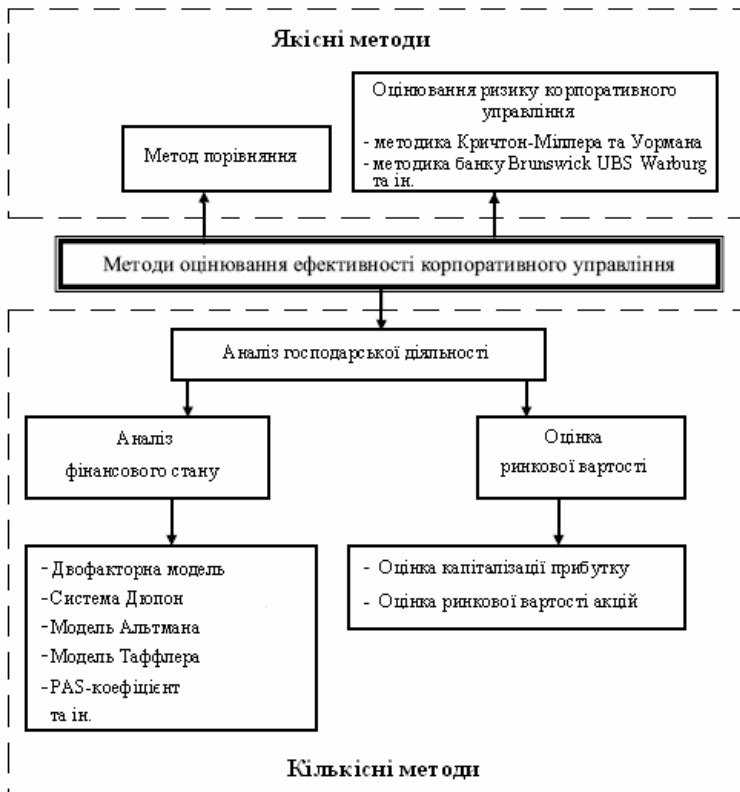 Якісні методи
Метод порівняння
Оцінювання ризику корпоративного
управління
- методика Кричтон-Міллера та Уормана
- методика банку Brunswick UBS Warburg
та ін.
Методи оцінювання ефективності корпоративного управління
Аналіз господарської діяльності
Аналіз
фінансового стану
Оцінка
ринкової вартості
- Двофакторна модель
- Система Дюпон
- Модель Альтмана
- Модель Таффлера
- PAS-коефіцієнт
та ін.
- Оцінка капіталізації прибутку
- Оцінка ринкової вартості акцій
Кількісні методи